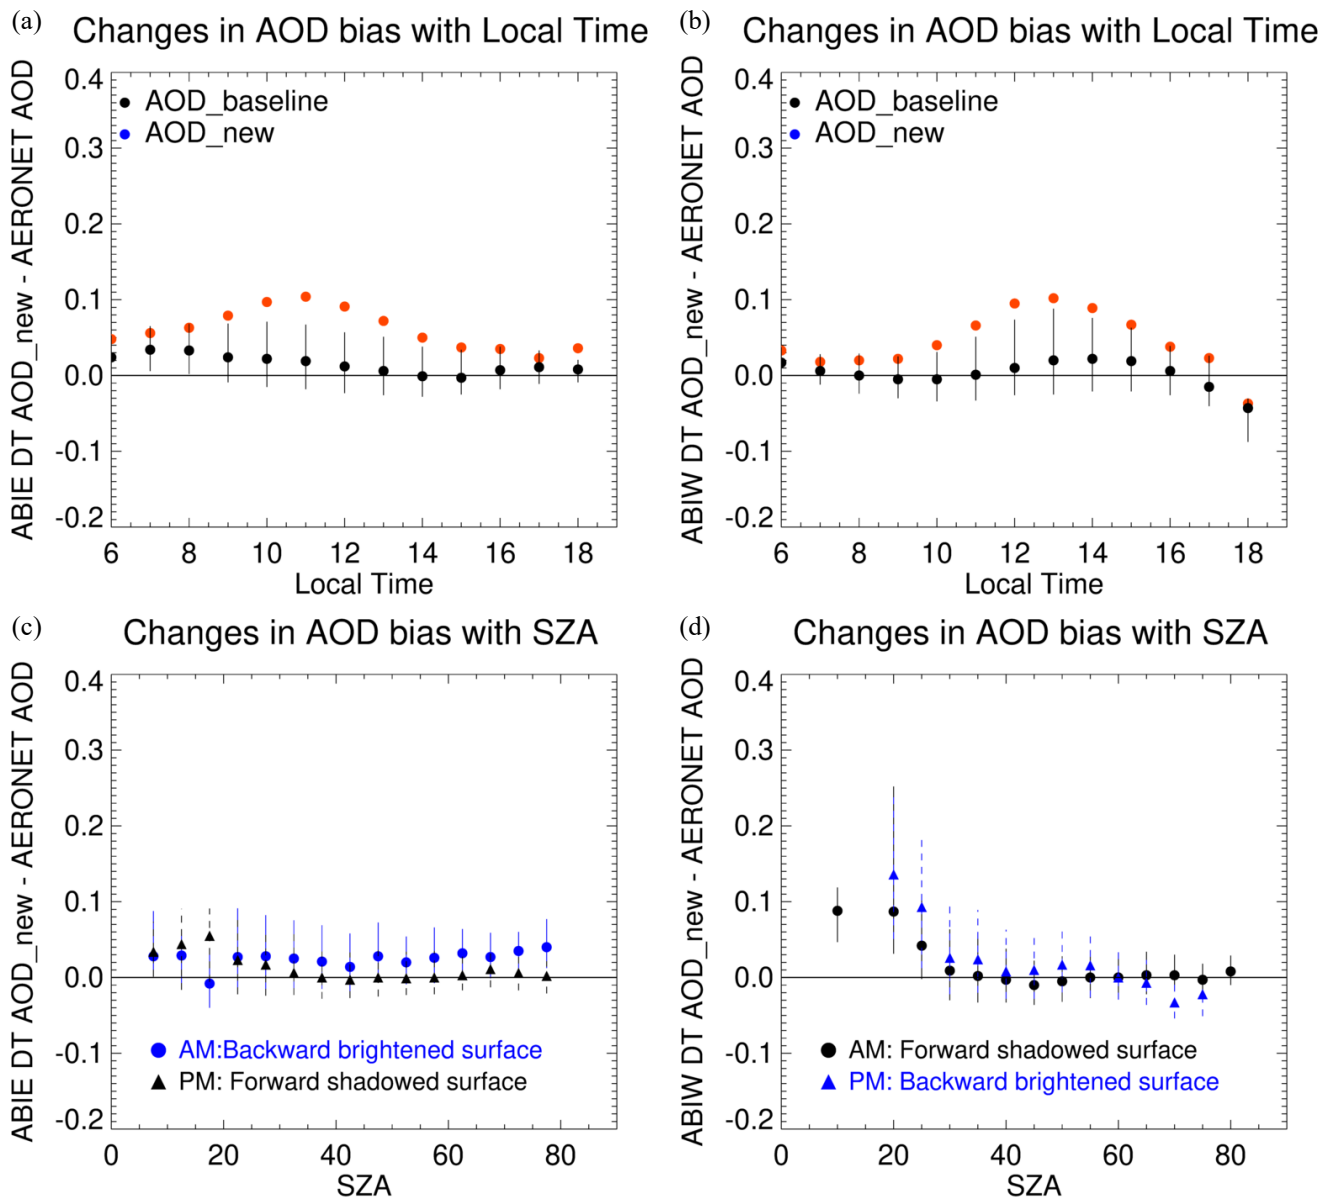 (a)
Changes in AOD bias with Local Time
ABIE DT AOD_new - AERONET AOD
0.4
0.3
0.2
0.1
0.0
-0.1
-0.2
AOD_baseline
AOD_new
6 8 10 12 14 16 18
Local Time
(b)
Changes in AOD bias with Local Time
ABIW DT AOD_new - AERONET AOD
0.4
0.3
0.2
0.1
0.0
-0.1
-0.2
AOD_baseline
AOD_new
6 8 10 12 14 16 18
Local Time
(c)
Changes in AOD bias with SZA
ABIE DT AOD_new - AERONET AOD
0.4
0.3
0.2
0.1
0.0
-0.1
-0.2
AM:Backward brightened surface
PM: Forward shadowed surface
0 20 40 60 80
SZA
(d)
Changes in AOD bias with SZA
ABIW DT AOD_new - AERONET AOD
0.4
0.3
0.2
0.1
0.0
-0.1
-0.2
AM: Forward shadowed surface
PM: Backward brightened surface
0 20 40 60 80
SZA